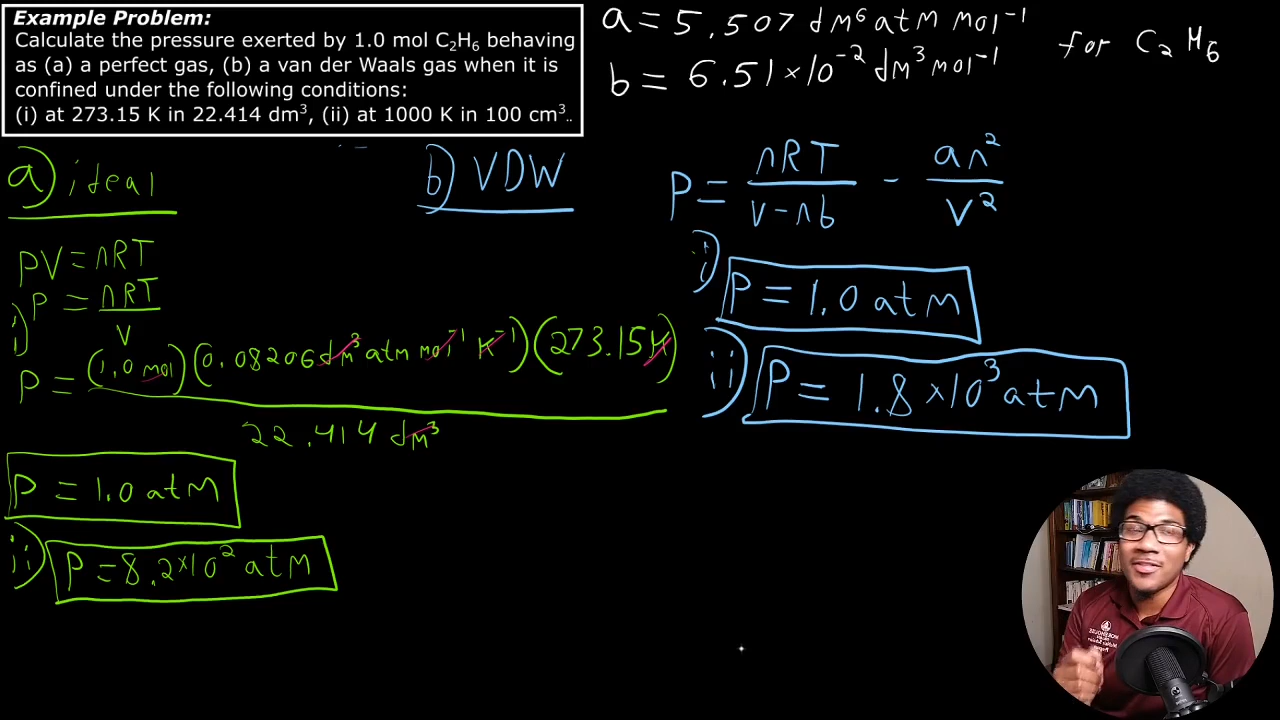 Example Problem:
Calculate the pressure exerted by 1.0 mol C₂H₆ behaving
as (a) a perfect gas, (b) a van der Waals gas when it is
confined under the following conditions:
(i) at 273.15 K in 22.414 dm³, (ii) at 1000 K in 100 cm³..
a = 5.507 dm⁶ atm mol⁻¹
b = 6.51 × 10⁻² dm³ mol⁻¹
for C₂H₆
a) ideal
PV = nRT
i) P = nRT / V
P = (1.0 mol)(0.08206 dm³ atm mol⁻¹ K⁻¹)(273.15 K) / 22.414 dm³
P = 1.0 atm
ii) P = 8.2 × 10² atm
b) VDW
P = nRT / V - nb - an² / V²
i) P = 1.0 atm
ii) P = 1.8 × 10³ atm